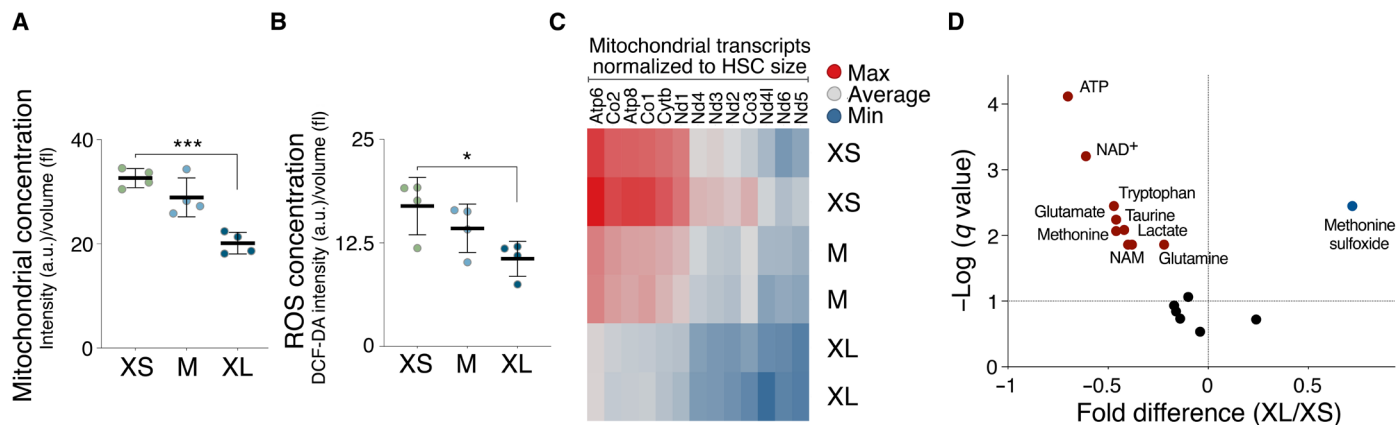 A
Mitochondrial concentration
Intensity (a.u.)/volume (fl)
40
20
0
***
XS
M
XL
B
ROS concentration
DCF-DA intensity (a.u.)/volume (fl)
25
12.5
0
*
XS
M
XL
C
Mitochondrial transcripts
normalized to HSC size
Atp6
Co2
Atp8
Co1
Cytb
Nd1
Nd4
Nd3
Nd2
Co3
Nd4l
Nd6
Nd5
Max
Average
Min
XS
XS
M
M
XL
XL
D
–Log (q value)
4
3
2
1
0
ATP
NAD+
Tryptophan
Glutamate
Taurine
Methonine
Lactate
NAM
Glutamine
Methonine
sulfoxide
–1
–0.5
0
0.5
Fold difference (XL/XS)